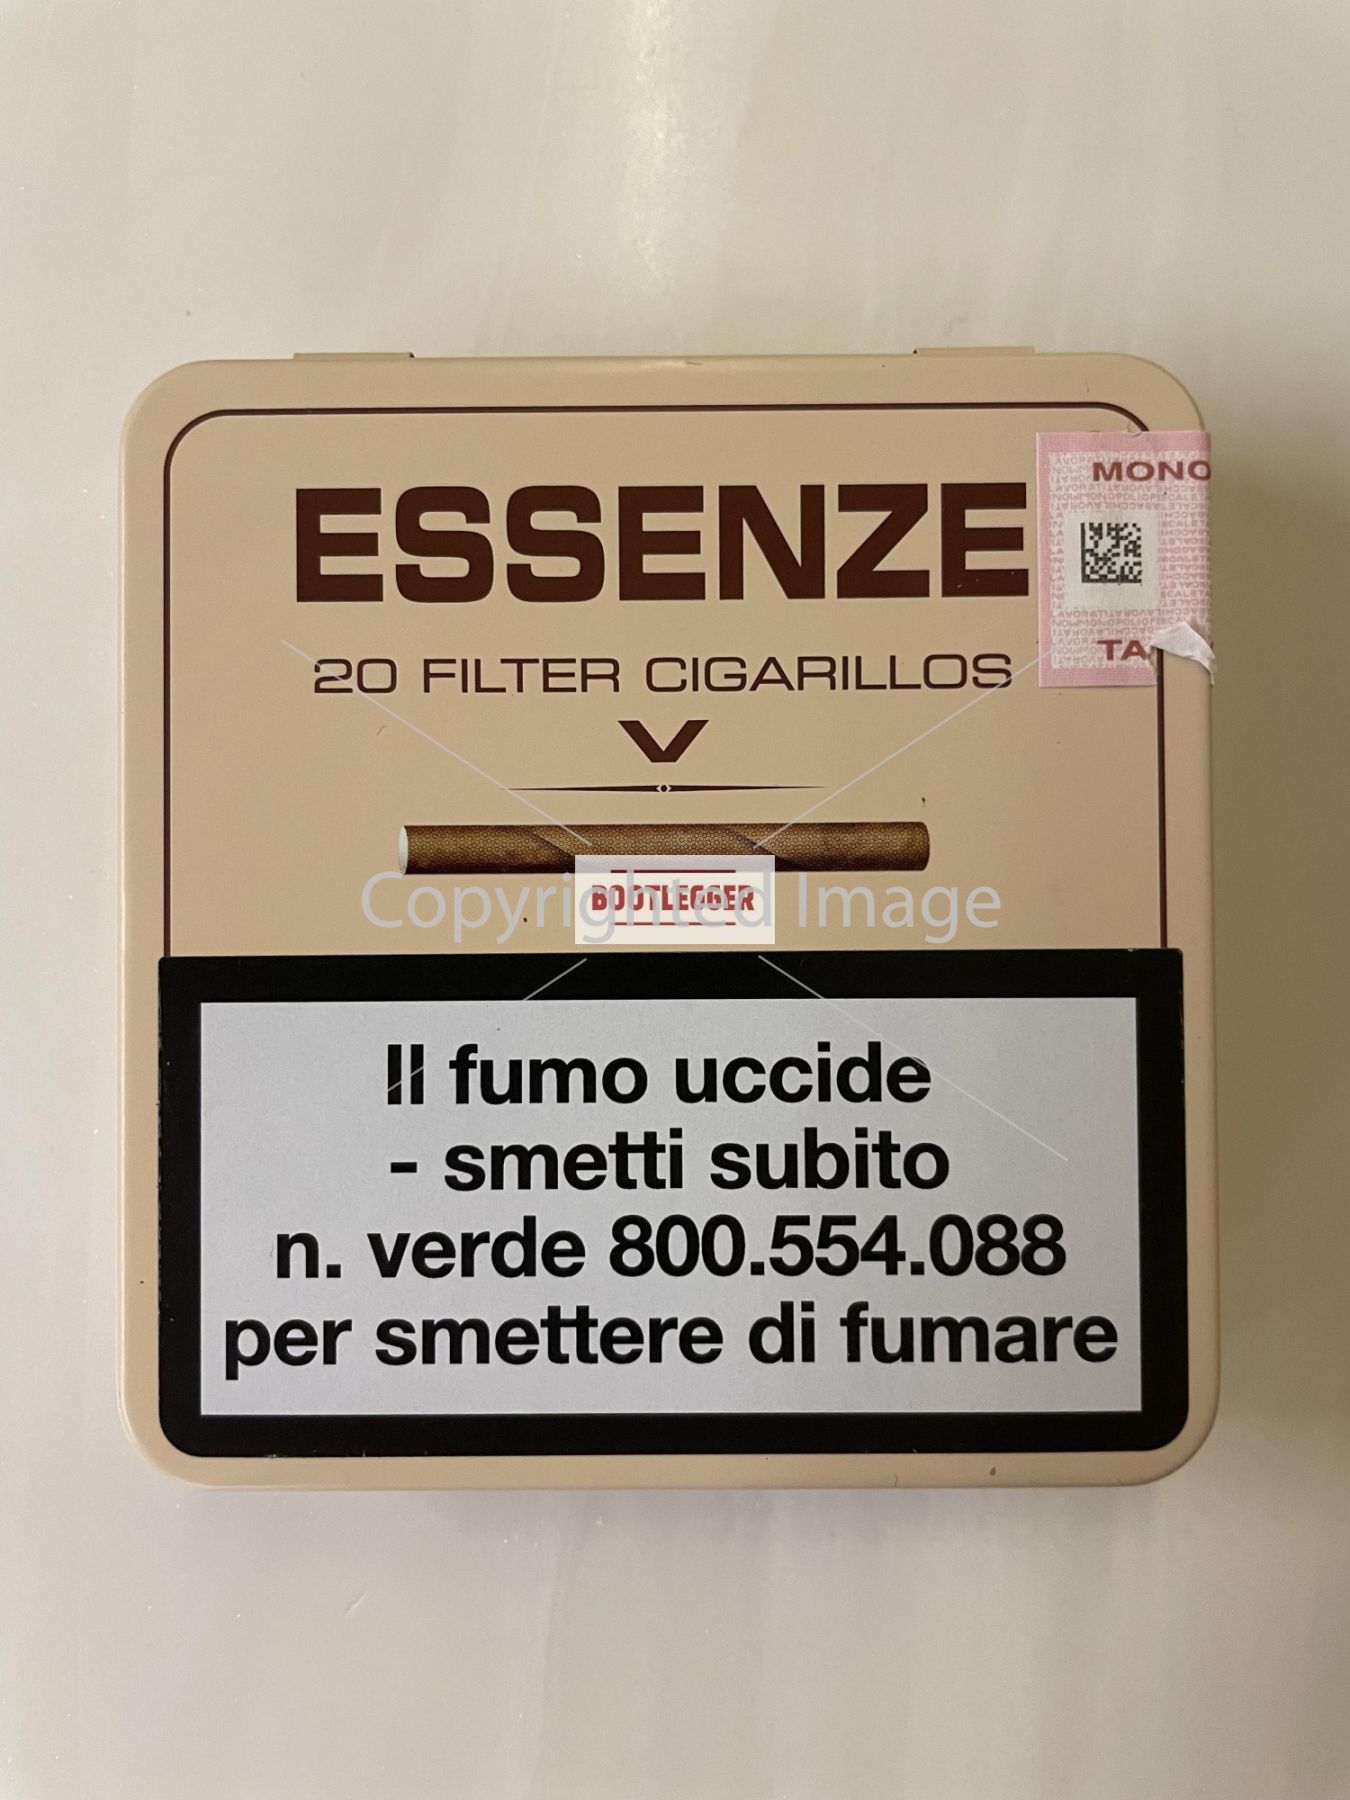 ESSENZE
MONO
TA
20 FILTER CIGARILLOS
V
BOOTLEGGER
Copyrighted Image
Il fumo uccide
- smetti subito
n. verde 800.554.088
per smettere di fumare